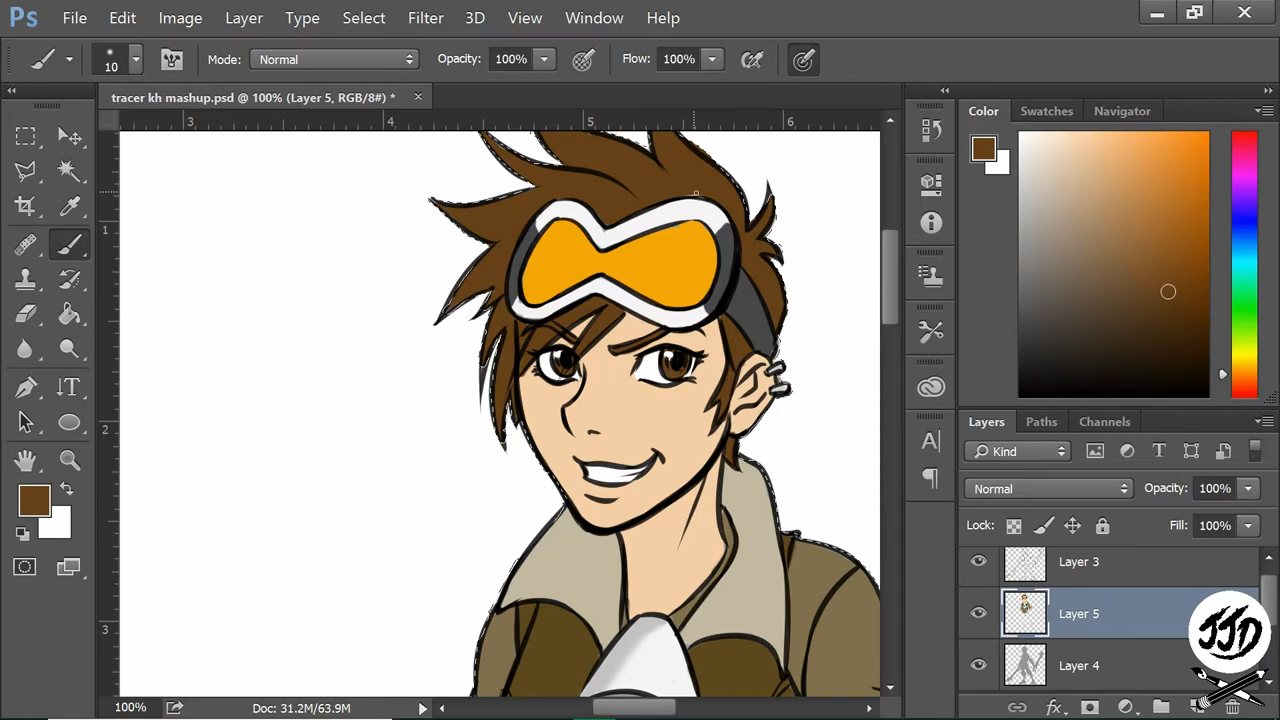 Ps File Edit Image Layer Type Select Filter 3D View Window Help
10 Mode: Normal Opacity: 100% Flow: 100%
tracer kh mashup.psd @ 100% (Layer 5, RGB/8#) * ×
3 4 5 6
1
2
3
Color Swatches Navigator
Layers Paths Channels
Kind
Normal Opacity: 100%
Lock: Fill: 100%
Layer 3
Layer 5
Layer 4
JJD
fx
T
A
100% Doc: 31.2M/63.9M